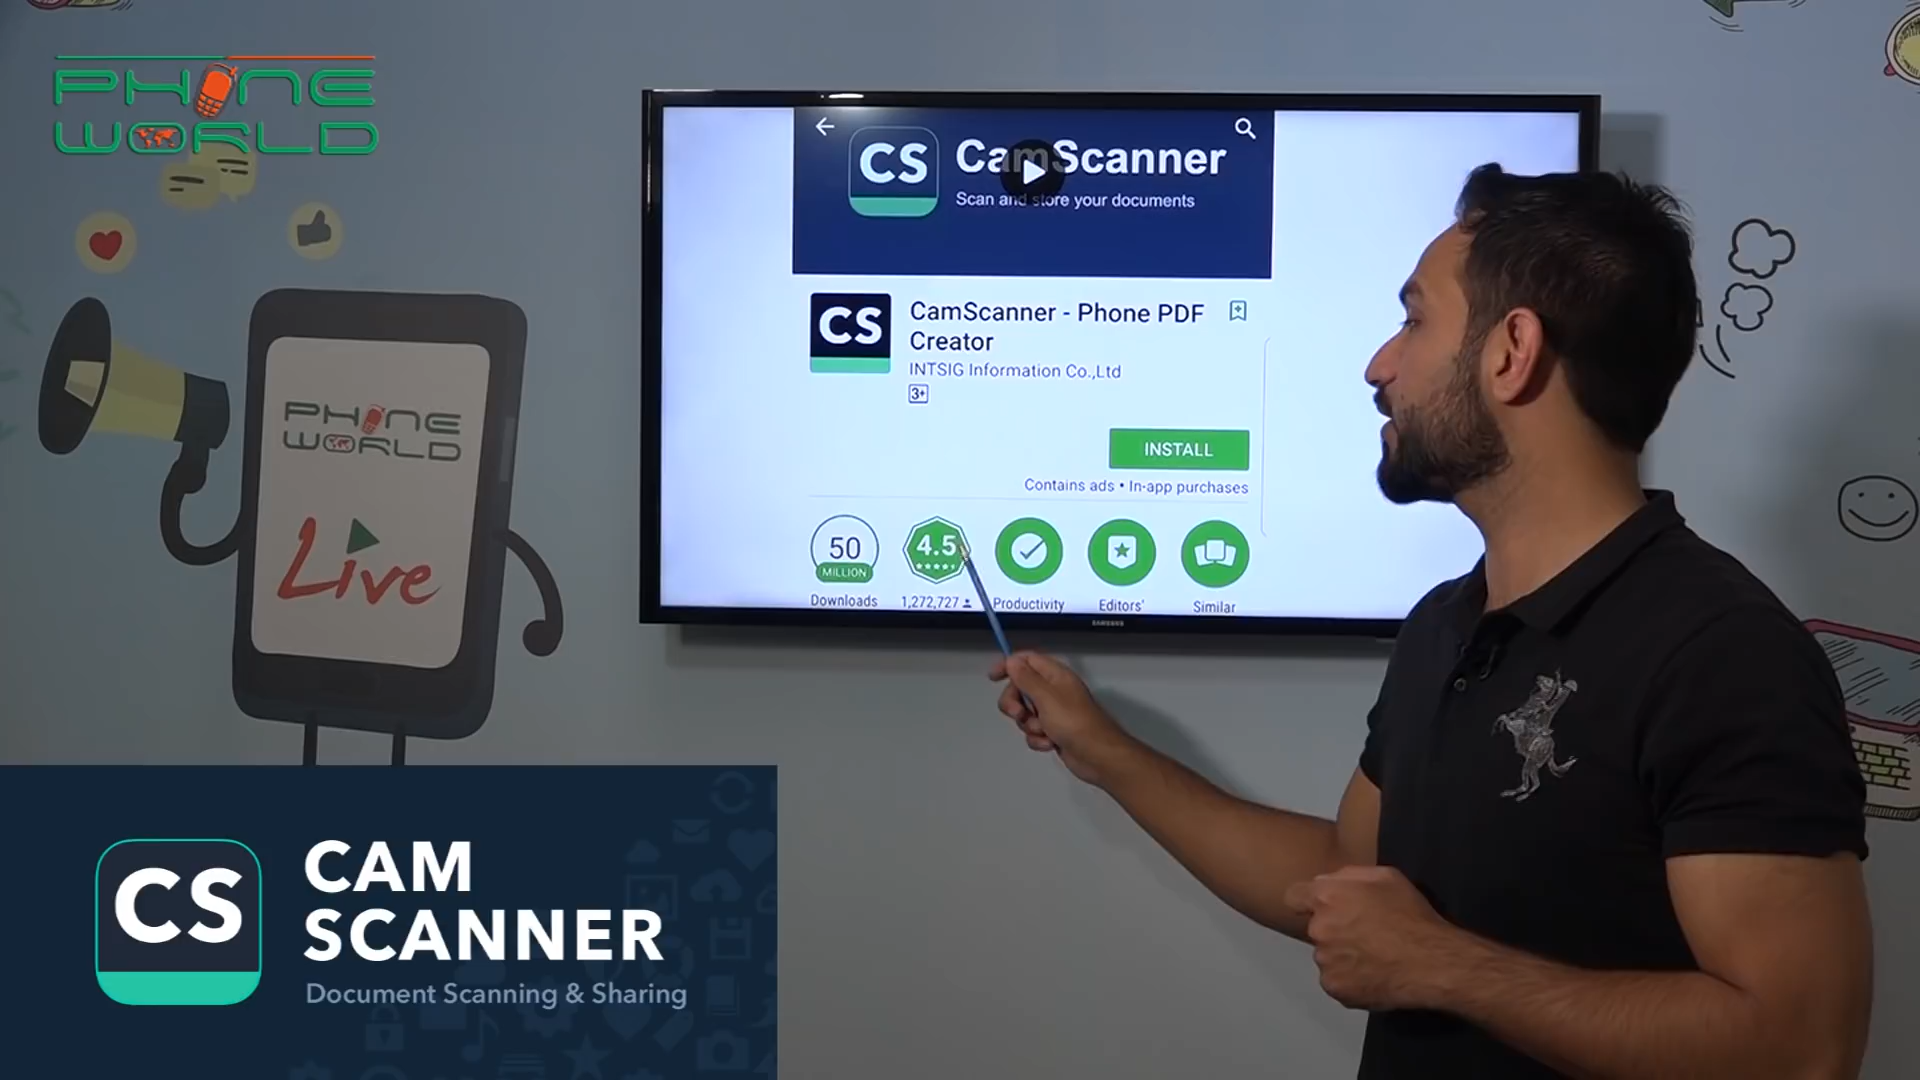 PHONE
WORLD
PHONE
WORLD
Live
CS
CamScanner
Scan and store your documents
CS
CamScanner - Phone PDF
Creator
INTSIG Information Co.,Ltd
3+
INSTALL
Contains ads • In-app purchases
50
MILLION
4.5
Downloads
1,272,727
Productivity
Editors'
Similar
SAMSUNG
CS
CAM
SCANNER
Document Scanning & Sharing